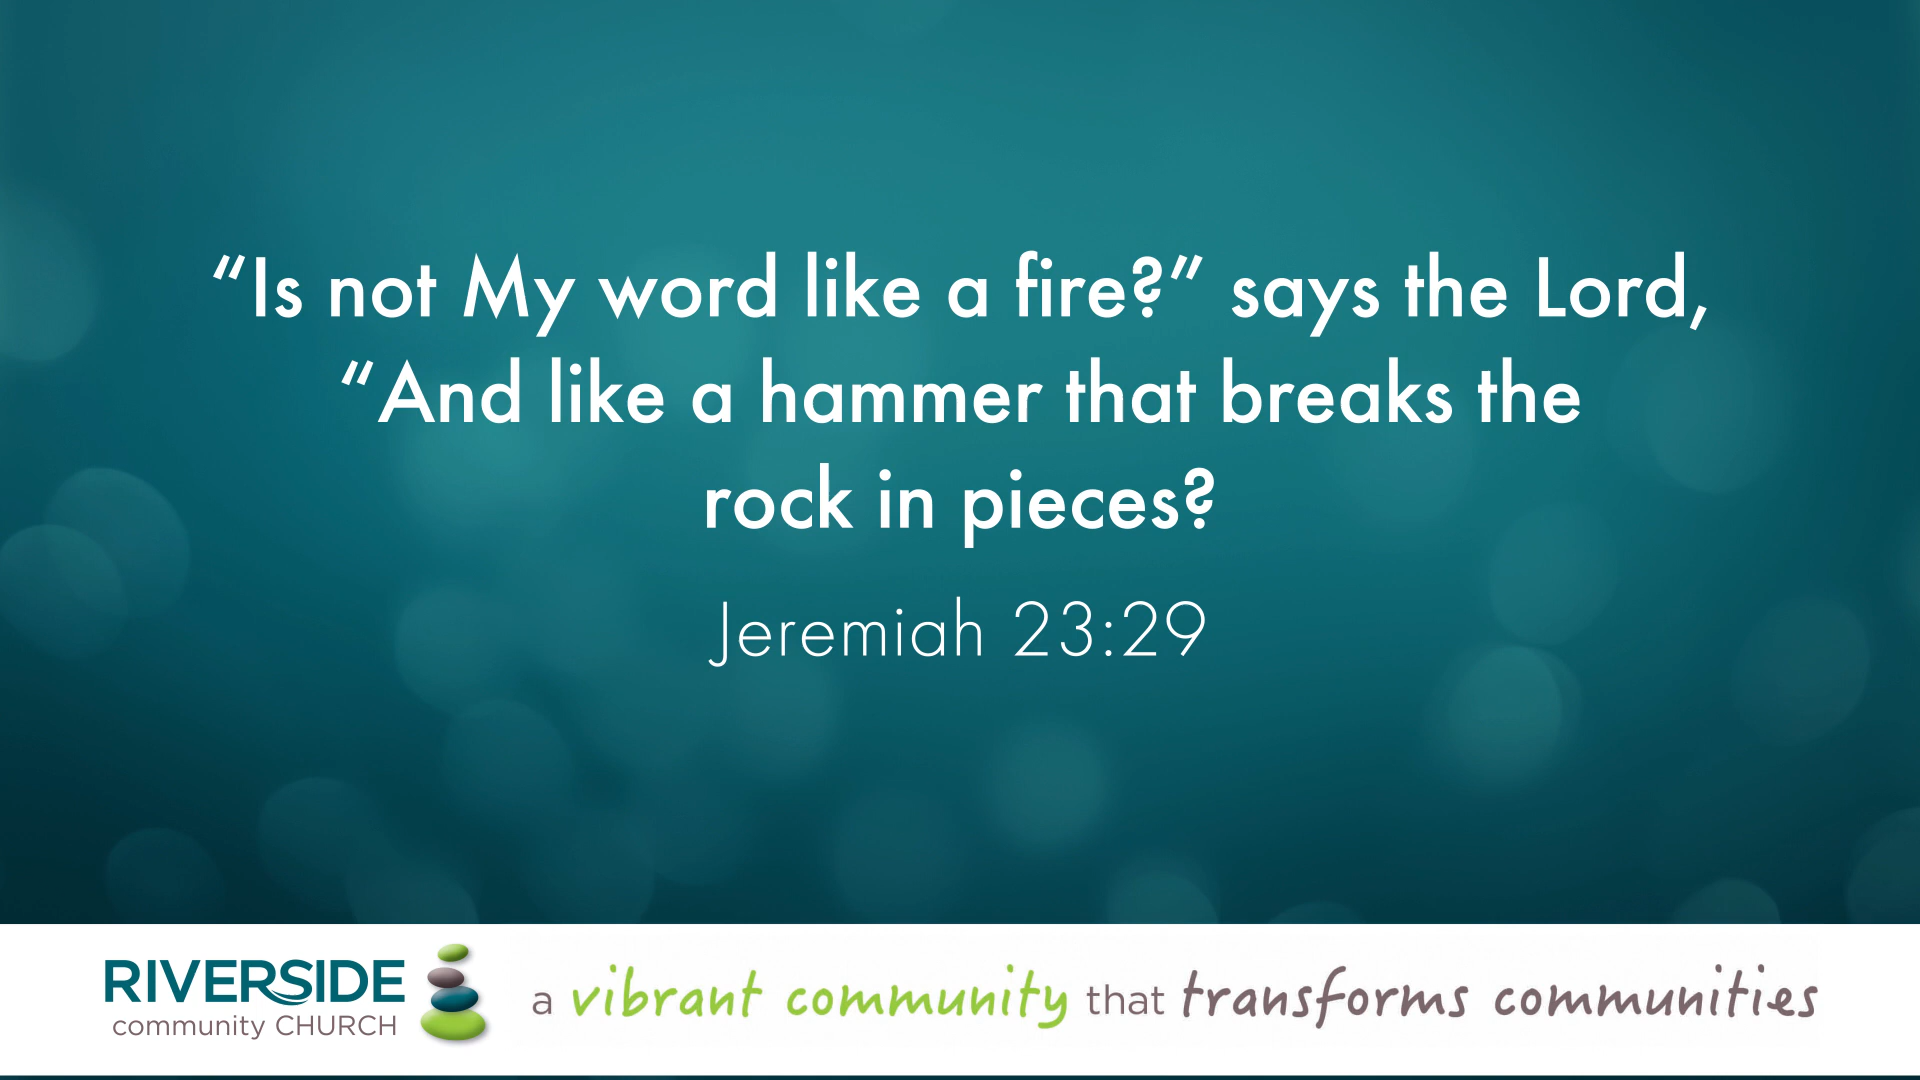 “Is not My word like a fire?” says the Lord,
“And like a hammer that breaks the
rock in pieces?
Jeremiah 23:29
RIVERSIDE
community CHURCH
a vibrant community that transforms communities